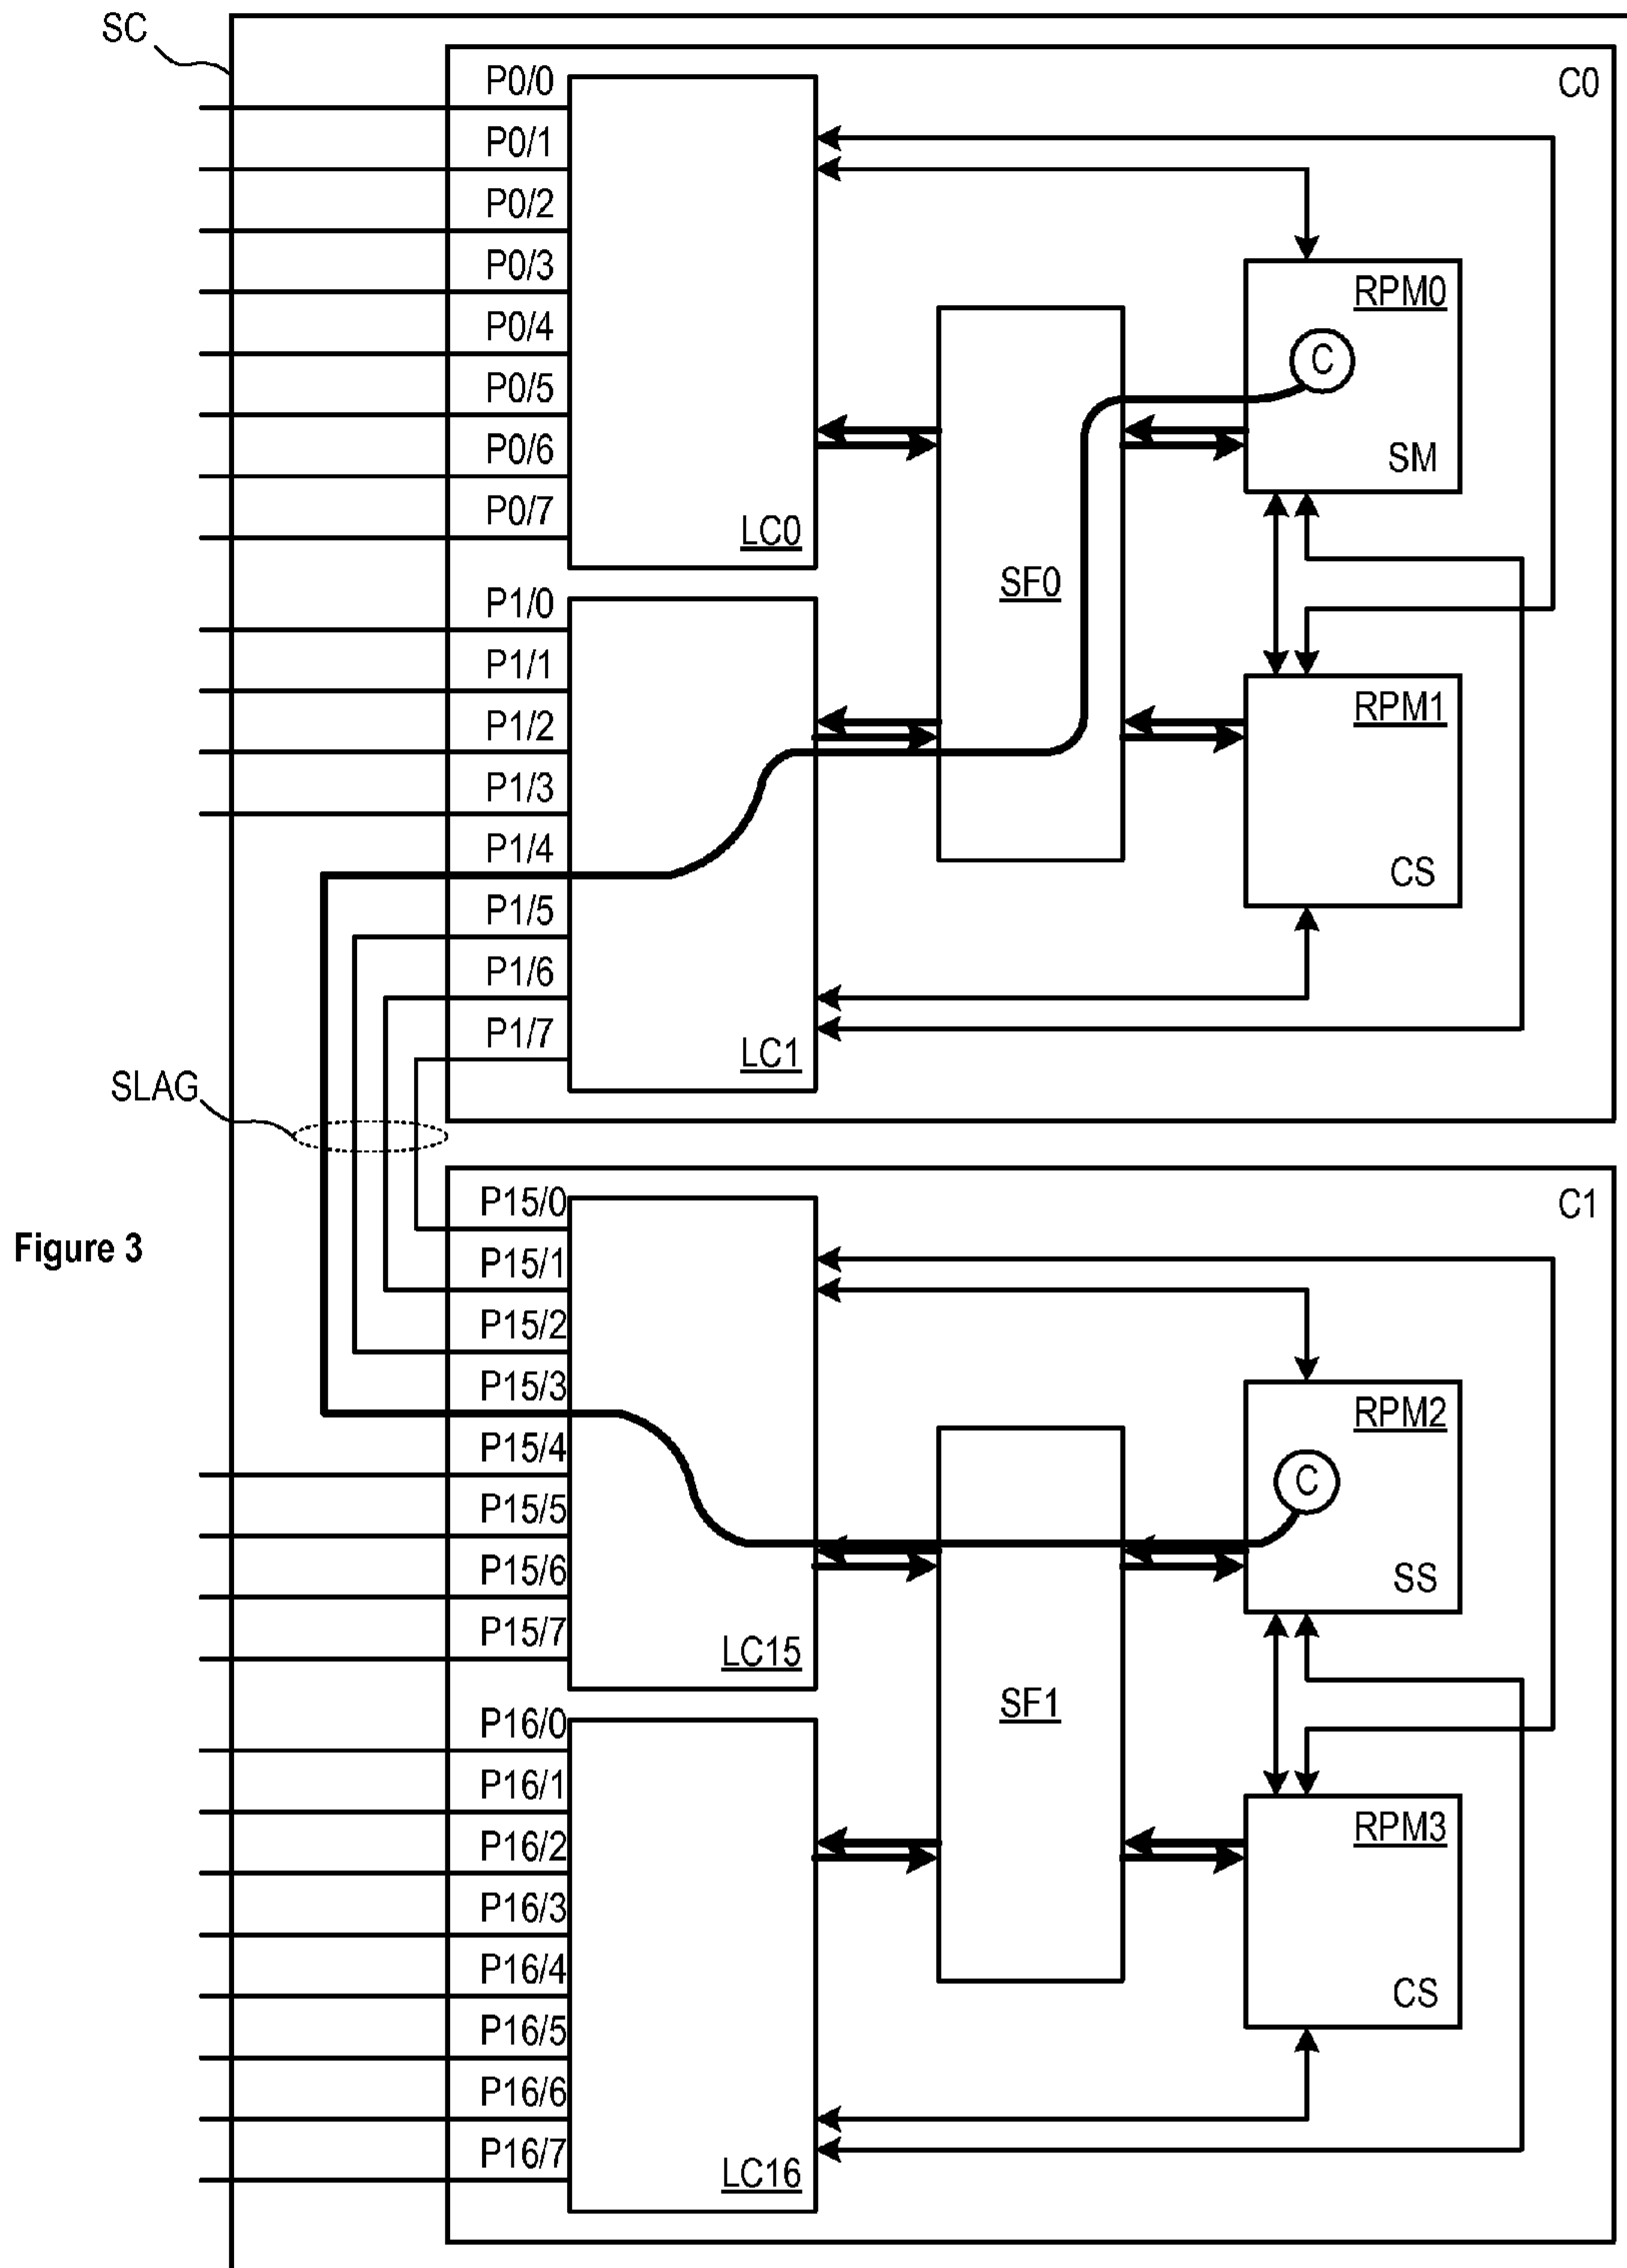 SC
C0
P0/0
P0/1
P0/2
P0/3
P0/4
P0/5
P0/6
P0/7
LC0
RPM0
C
SM
SF0
P1/0
P1/1
P1/2
P1/3
P1/4
P1/5
P1/6
P1/7
LC1
RPM1
CS
SLAG
Figure 3
C1
P15/0
P15/1
P15/2
P15/3
P15/4
P15/5
P15/6
P15/7
LC15
RPM2
C
SS
SF1
P16/0
P16/1
P16/2
P16/3
P16/4
P16/5
P16/6
P16/7
LC16
RPM3
CS